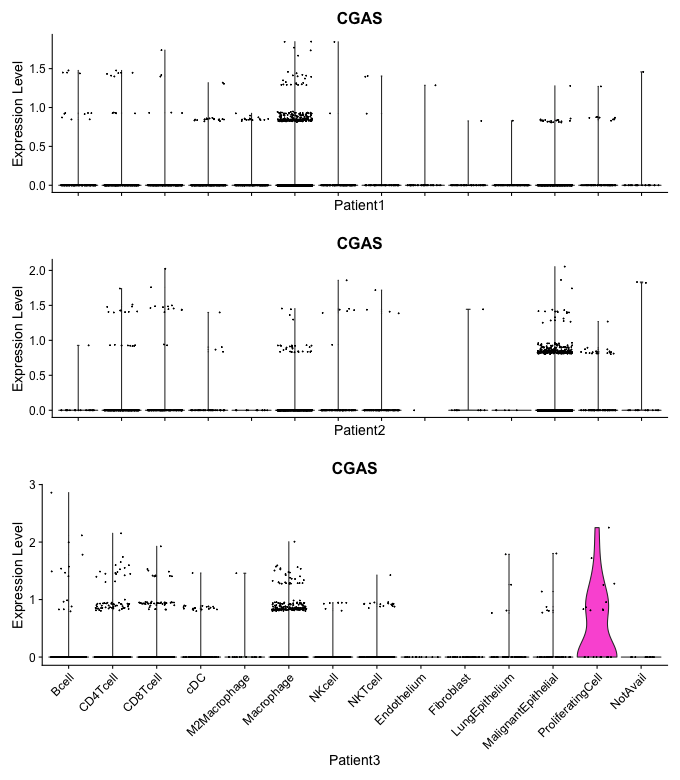 CGAS
Expression Level
1.5
1.0
0.5
0.0
Patient1
CGAS
Expression Level
2.0
1.5
1.0
0.5
0.0
Patient2
CGAS
Expression Level
3
2
1
0
Bcell
CD4Tcell
CD8Tcell
cDC
M2Macrophage
Macrophage
NKcell
NKTcell
Endothelium
Fibroblast
LungEpithelium
MalignantEpithelial
ProliferatingCell
NotAvail
Patient3